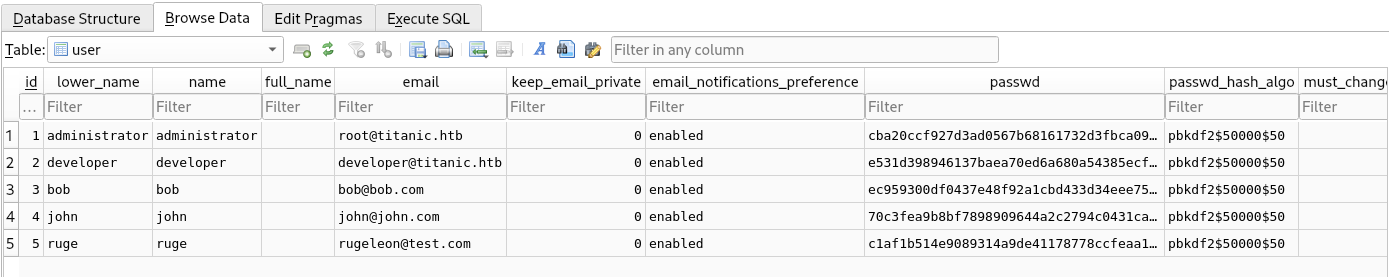 Database Structure Browse Data Edit Pragmas Execute SQL
Table: user Filter in any column
id lower_name name full_name email keep_email_private email_notifications_preference passwd passwd_hash_algo must_chang
... Filter Filter Filter Filter Filter Filter Filter Filter Filter
1 1 administrator administrator root@titanic.htb 0 enabled cba20ccf927d3ad0567b68161732d3fbca09… pbkdf2$50000$50
2 2 developer developer developer@titanic.htb 0 enabled e531d398946137baea70ed6a680a54385ecf… pbkdf2$50000$50
3 3 bob bob bob@bob.com 0 enabled ec959300df0437e48f92a1cbd433d34eee75… pbkdf2$50000$50
4 4 john john john@john.com 0 enabled 70c3fea9b8bf7898909644a2c2794c0431ca… pbkdf2$50000$50
5 5 ruge ruge rugeleon@test.com 0 enabled c1af1b514e9089314a9de41178778ccfeaa1… pbkdf2$50000$50